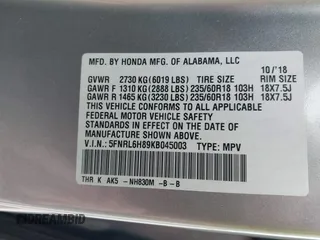 MFD. BY HONDA MFG. OF ALABAMA, LLC
10/'18
GVWR 2730 KG(6019 LBS) TIRE SIZE RIM SIZE
GAWR F 1310 KG(2888 LBS) 235/60R18 103H 18X7.5J
GAWR R 1465 KG(3230 LBS) 235/60R18 103H 18X7.5J
THIS VEHICLE CONFORMS TO ALL APPLICABLE
FEDERAL MOTOR VEHICLE SAFETY STANDARDS
IN EFFECT ON THE DATE OF MANUFACTURE
SHOWN ABOVE.
V.I.N.: 5FNRL6H89KB045003 TYPE: MPV
THR K AK5 -NH830M -B -B
DREAMBID